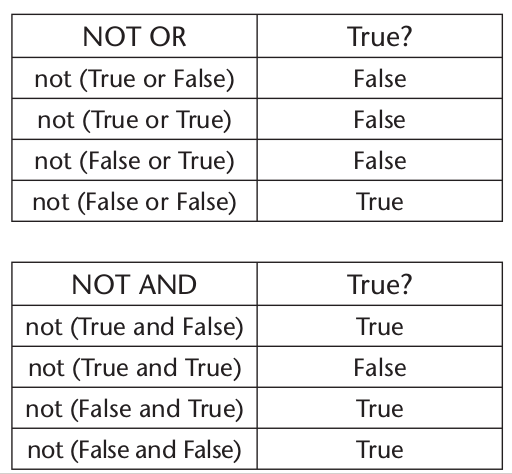 NOT OR True?
not (True or False) False
not (True or True) False
not (False or True) False
not (False or False) True
NOT AND True?
not (True and False) True
not (True and True) False
not (False and True) True
not (False and False) True